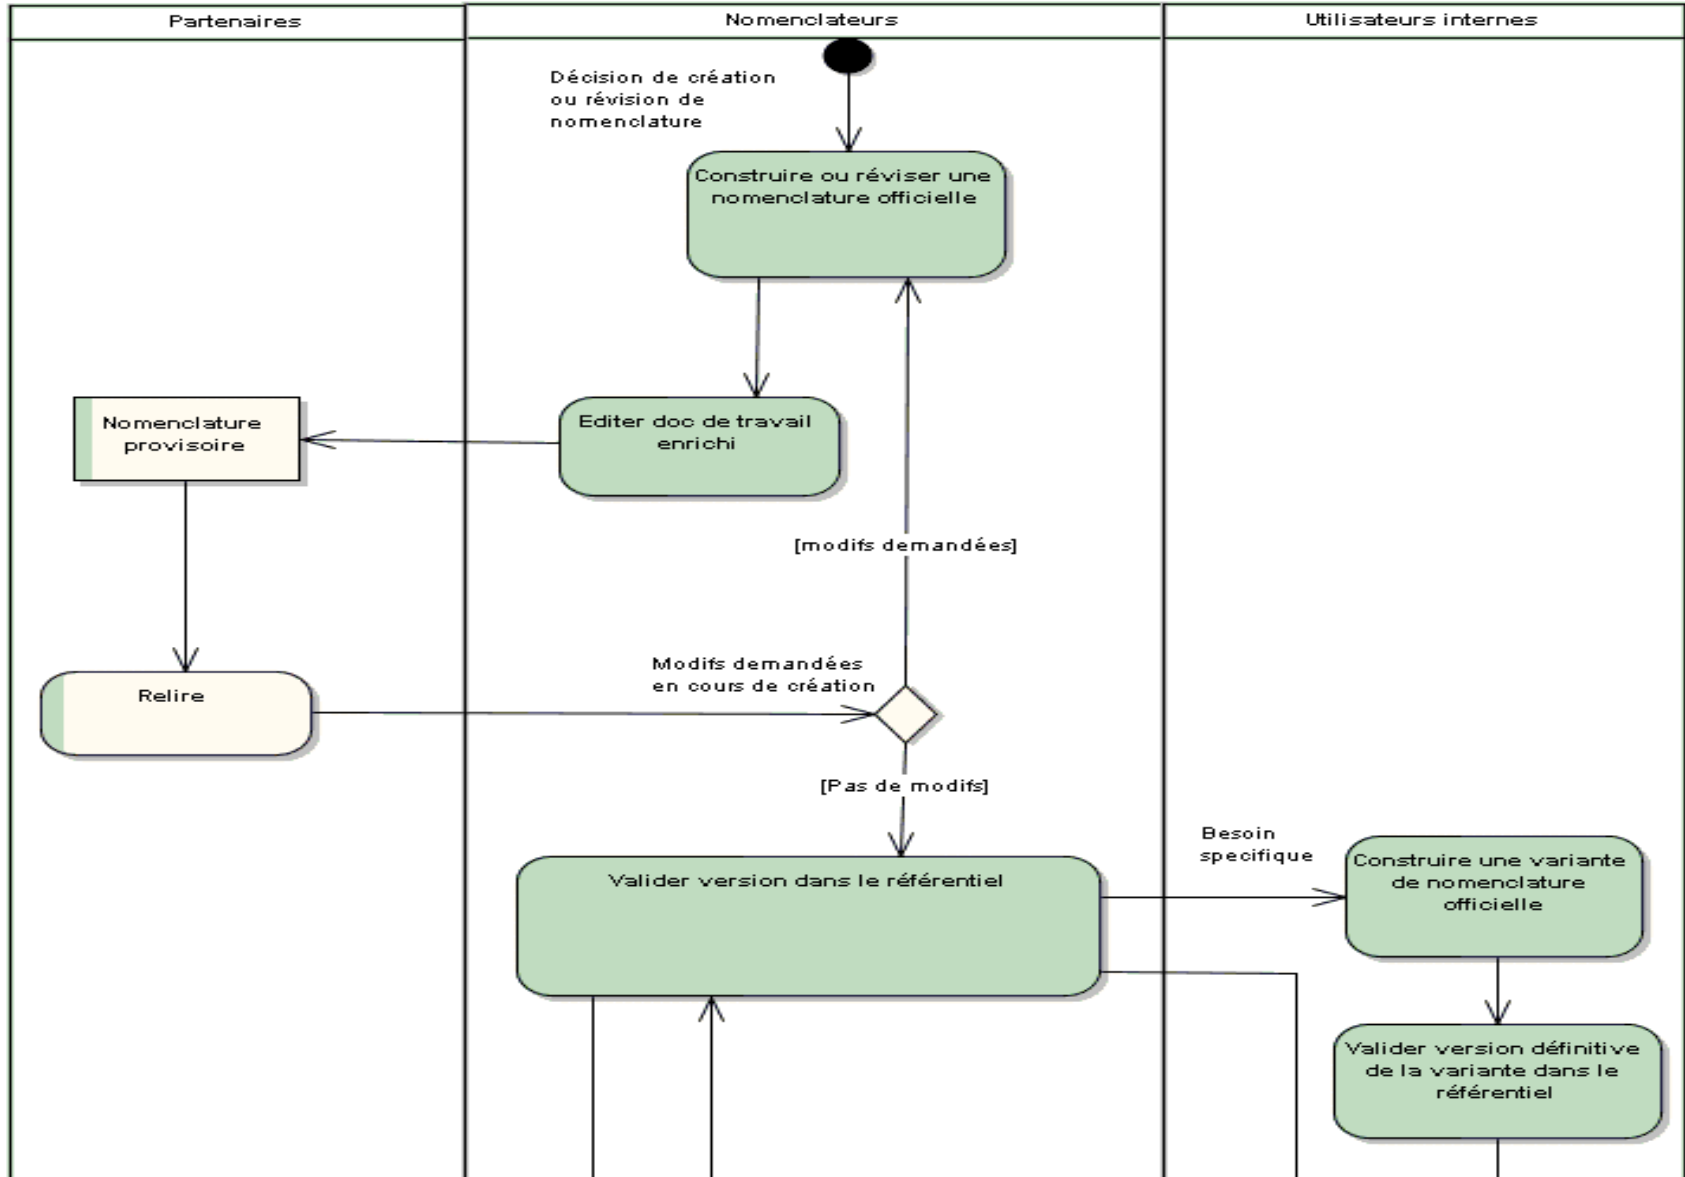 Partenaires
Nomenclateurs
Utilisateurs internes
Décision de création
ou révision de
nomenclature
Construire ou réviser une
nomenclature officielle
Nomenclature
provisoire
Editer doc de travail
enrichi
[modifs demandées]
Relire
Modifs demandées
en cours de création
[Pas de modifs]
Valider version dans le référentiel
Besoin
specifique
Construire une variante
de nomenclature
officielle
Valider version définitive
de la variante dans le
référentiel